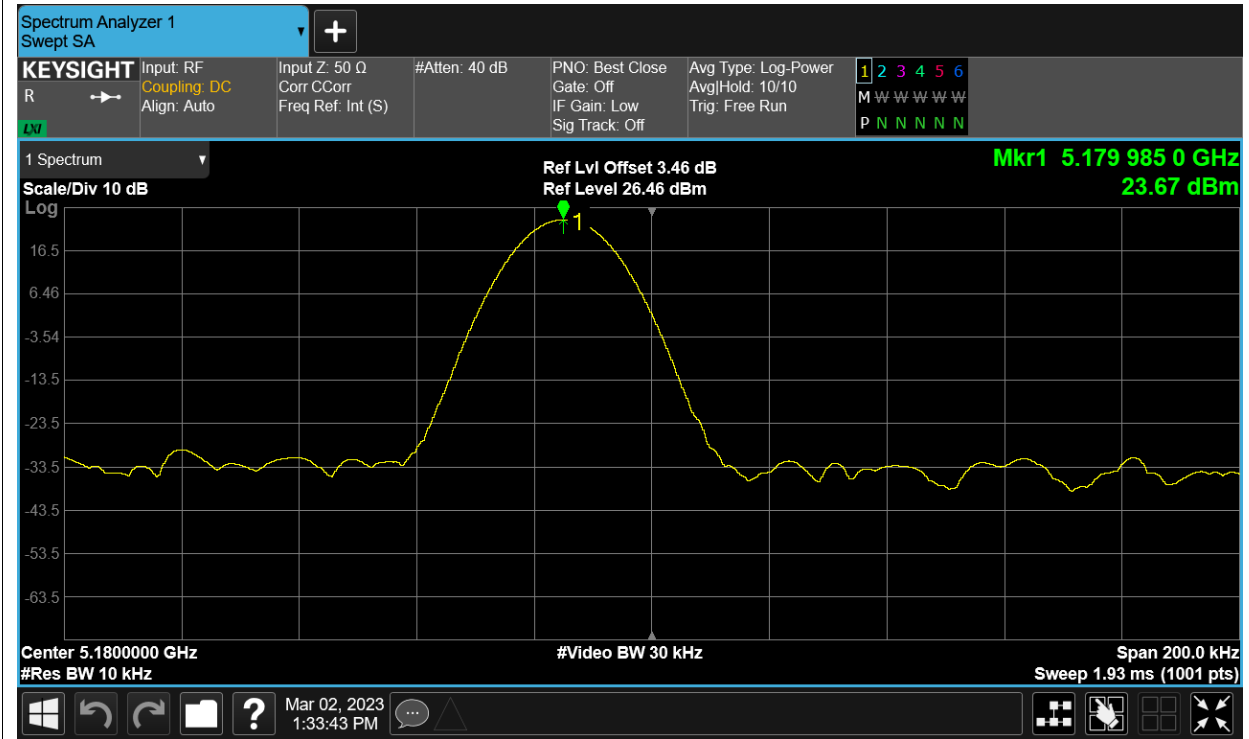 Spectrum Analyzer 1
Swept SA
▼
+
KEYSIGHT
R
LXI
Input: RF
Coupling: DC
Align: Auto
Input Z: 50 Ω
Corr CCorr
Freq Ref: Int (S)
#Atten: 40 dB
PNO: Best Close
Gate: Off
IF Gain: Low
Sig Track: Off
Avg Type: Log-Power
Avg|Hold: 10/10
Trig: Free Run
1 2 3 4 5 6
M W W W W W
P N N N N N
1 Spectrum ▼
Scale/Div 10 dB
Log
Ref Lvl Offset 3.46 dB
Ref Level 26.46 dBm
Mkr1 5.179 985 0 GHz
23.67 dBm
1
16.5
6.46
-3.54
-13.5
-23.5
-33.5
-43.5
-53.5
-63.5
Center 5.1800000 GHz
#Res BW 10 kHz
#Video BW 30 kHz
Span 200.0 kHz
Sweep 1.93 ms (1001 pts)
?
Mar 02, 2023
1:33:43 PM